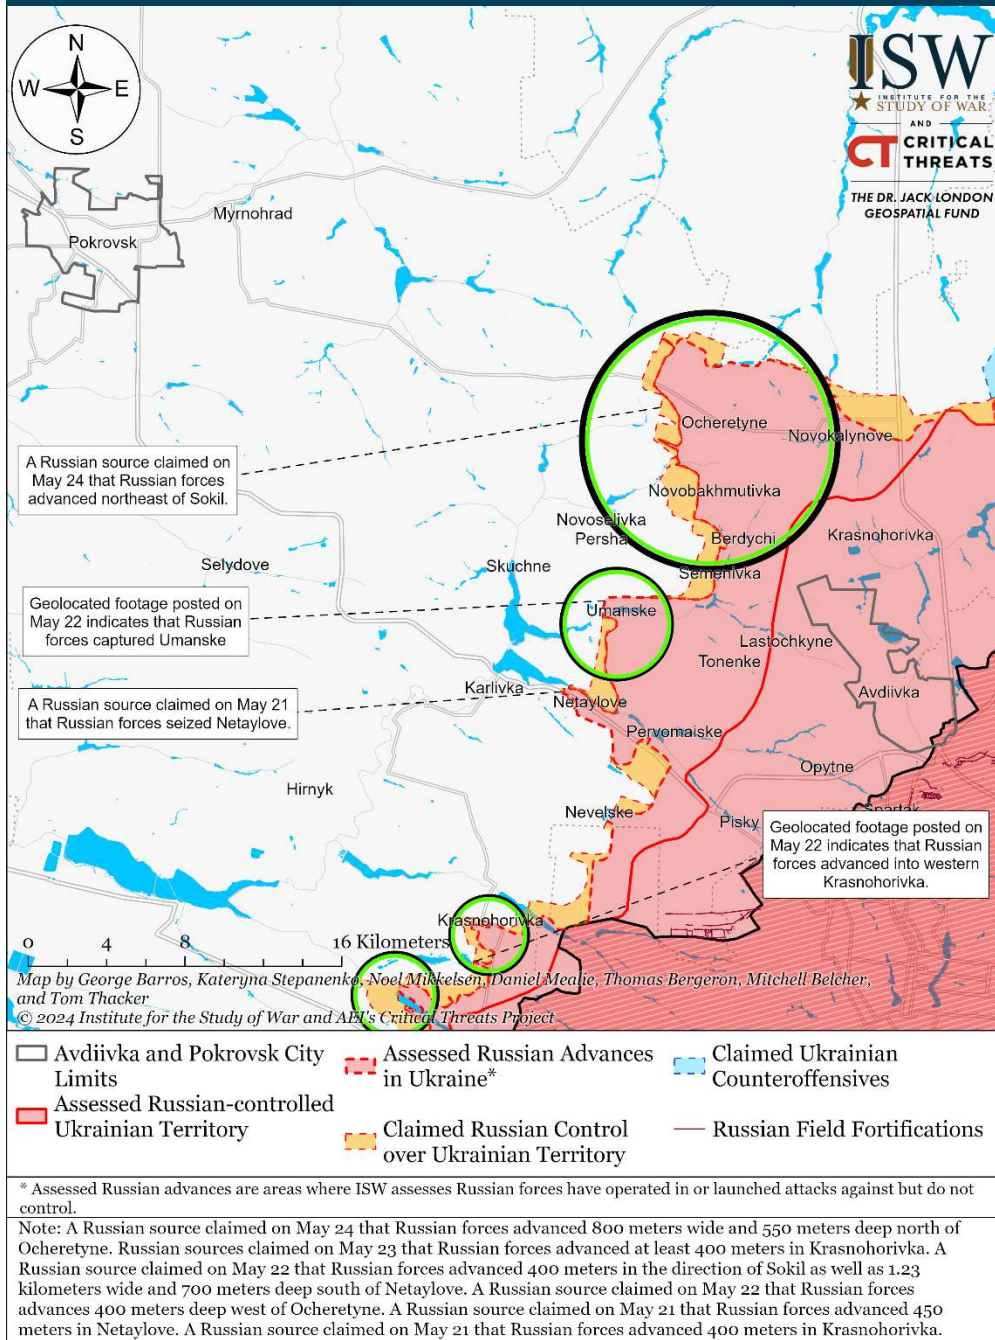 N
W E
S
ISW
INSTITUTE FOR THE
STUDY OF WAR
AND
CT CRITICAL
THREATS
THE DR. JACK LONDON
GEOSPATIAL FUND
Myrnohrad
Pokrovsk
Ocheretyne
Novokalynove
A Russian source claimed on
May 24 that Russian forces
advanced northeast of Sokil.
Novobakhmutivka
Novoselivka
Persha
Berdychi
Krasnohorivka
Selydove
Skuchne
Semenivka
Geolocated footage posted on
May 22 indicates that Russian
forces captured Umanske
Umanske
Lastochkyne
Tonenke
Karlivka
Avdiivka
A Russian source claimed on May 21
that Russian forces seized Netaylove.
Netaylove
Pervomaiske
Opytne
Hirnyk
Nevelske
Pisky
Spartak
Geolocated footage posted on
May 22 indicates that Russian
forces advanced into western
Krasnohorivka.
Krasnohorivka
0 4 8 16 Kilometers
Map by George Barros, Kateryna Stepanenko, Noel Mikkelsen, Daniel Mealie, Thomas Bergeron, Mitchell Belcher,
and Tom Thacker
© 2024 Institute for the Study of War and AEI's Critical Threats Project
Avdiivka and Pokrovsk City
Limits
Assessed Russian-controlled
Ukrainian Territory
Assessed Russian Advances
in Ukraine*
Claimed Russian Control
over Ukrainian Territory
Claimed Ukrainian
Counteroffensives
Russian Field Fortifications
* Assessed Russian advances are areas where ISW assesses Russian forces have operated in or launched attacks against but do not
control.
Note: A Russian source claimed on May 24 that Russian forces advanced 800 meters wide and 550 meters deep north of
Ocheretyne. Russian sources claimed on May 23 that Russian forces advanced at least 400 meters in Krasnohorivka. A
Russian source claimed on May 22 that Russian forces advanced 400 meters in the direction of Sokil as well as 1.23
kilometers wide and 700 meters deep south of Netaylove. A Russian source claimed on May 22 that Russian forces
advances 400 meters deep west of Ocheretyne. A Russian source claimed on May 21 that Russian forces advanced 450
meters in Netaylove. A Russian source claimed on May 21 that Russian forces advanced 400 meters in Krasnohorivka.